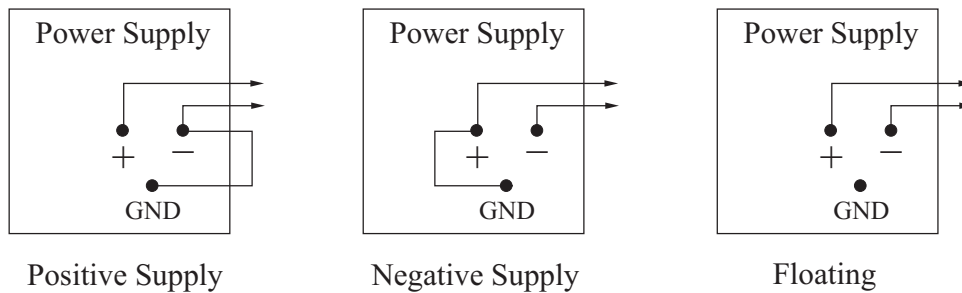 Power Supply
+ −
GND
Positive Supply
Power Supply
+ −
GND
Negative Supply
Power Supply
+ −
GND
Floating